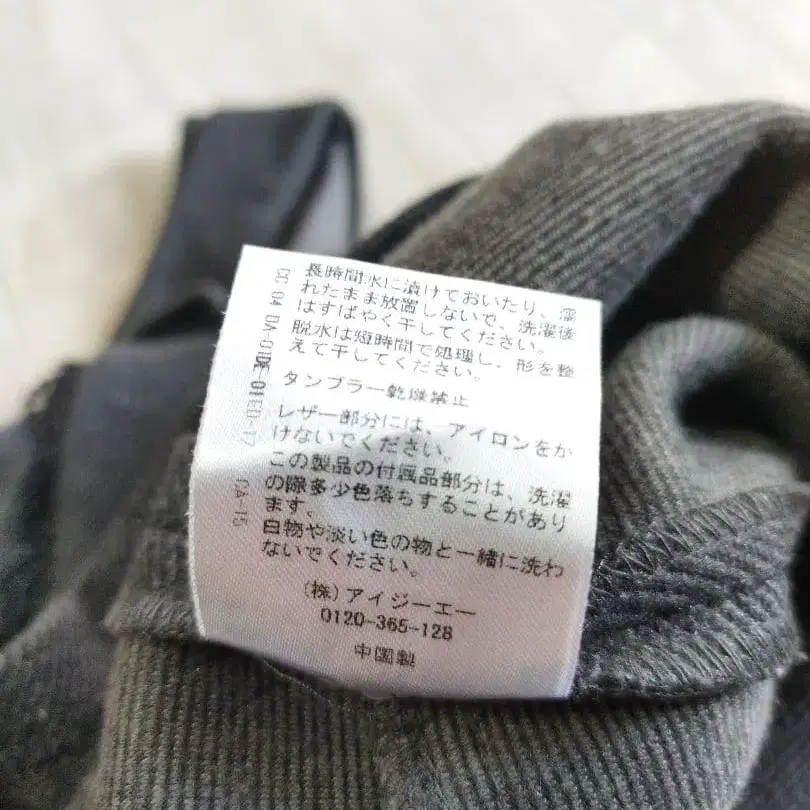 長時間水に漬けておいたり、濡
れたまま放置しないで、洗濯後
はすばやく干してください。
脱水は短時間で処理し、形を整
えて干してください。
タンブラー乾燥禁止
レザー部分には、アイロンをか
けないでください。
この製品の付属品部分は、洗濯
の際多少色落ちすることがあり
ます。
白物や淡い色の物と一緒に洗わ
ないでください。
(株)アイジーエー
0120-365-128
中国製